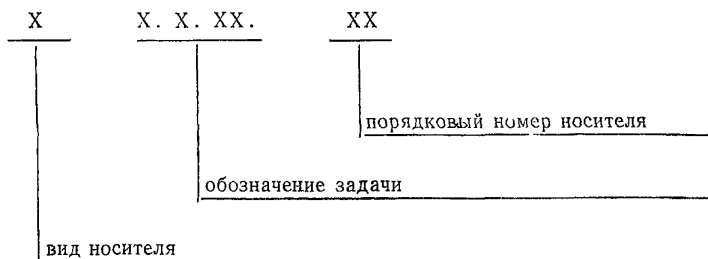 X X. X. XX. XX
порядковый номер носителя
обозначение задачи
вид носителя